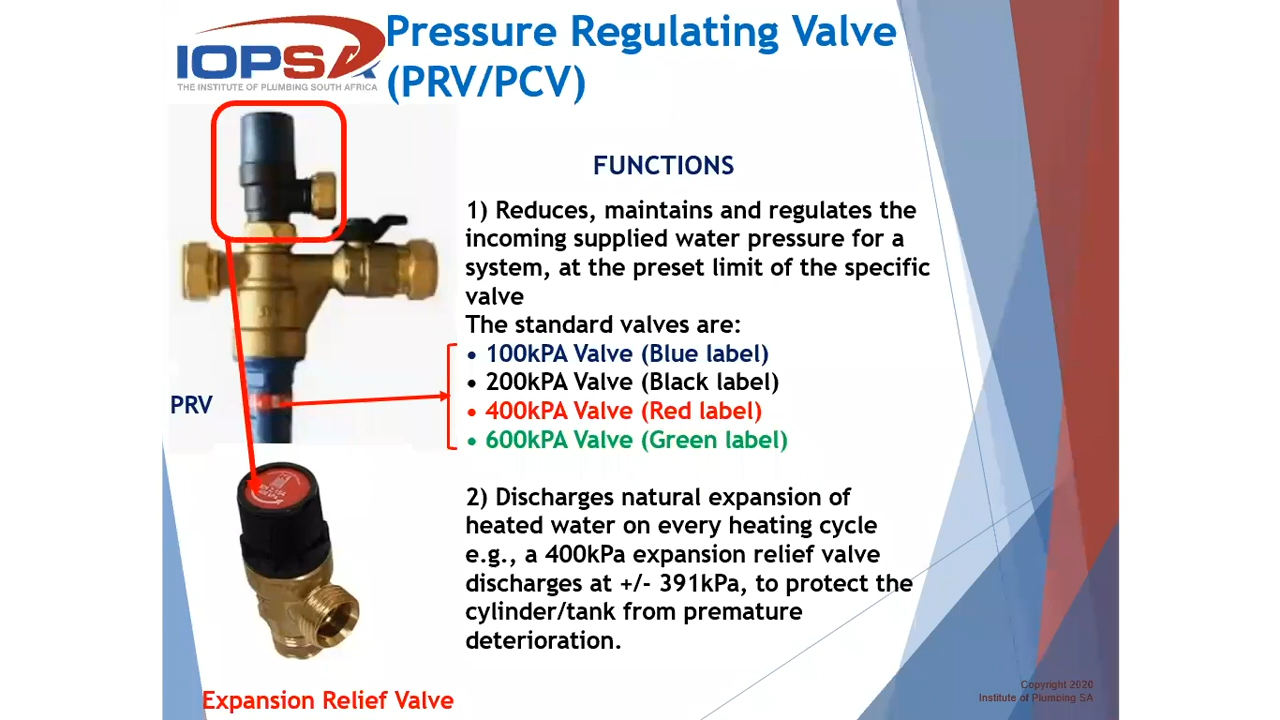 IOPSA
THE INSTITUTE OF PLUMBING SOUTH AFRICA
Pressure Regulating Valve
(PRV/PCV)
FUNCTIONS
1) Reduces, maintains and regulates the
incoming supplied water pressure for a
system, at the preset limit of the specific
valve
The standard valves are:
• 100kPA Valve (Blue label)
• 200kPA Valve (Black label)
• 400kPA Valve (Red label)
• 600kPA Valve (Green label)
PRV
2) Discharges natural expansion of
heated water on every heating cycle
e.g., a 400kPa expansion relief valve
discharges at +/- 391kPa, to protect the
cylinder/tank from premature
deterioration.
Expansion Relief Valve
Copyright 2020
Institute of Plumbing SA